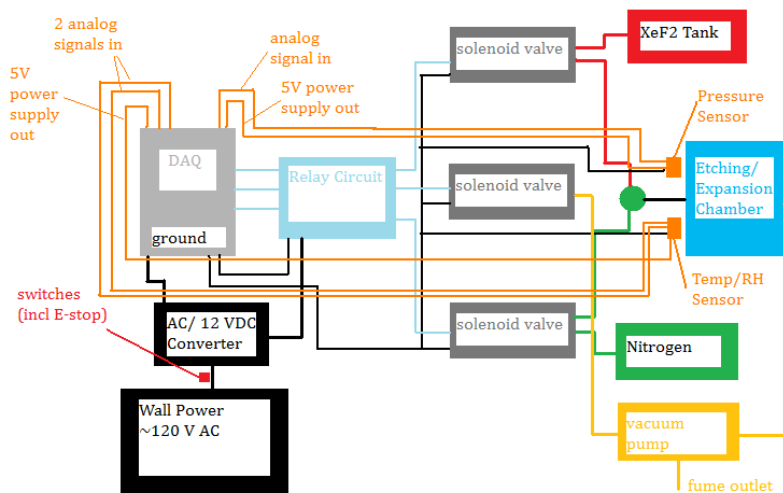 2 analog
signals in
analog
signal in
5V
power
supply
out
5V power
supply out
solenoid valve
XeF2 Tank
Pressure
Sensor
DAQ
Relay Circuit
solenoid valve
Etching/
Expansion
Chamber
ground
Temp/RH
Sensor
switches
(incl E-stop)
AC/ 12 VDC
Converter
solenoid valve
Nitrogen
Wall Power
~120 V AC
vacuum
pump
fume outlet